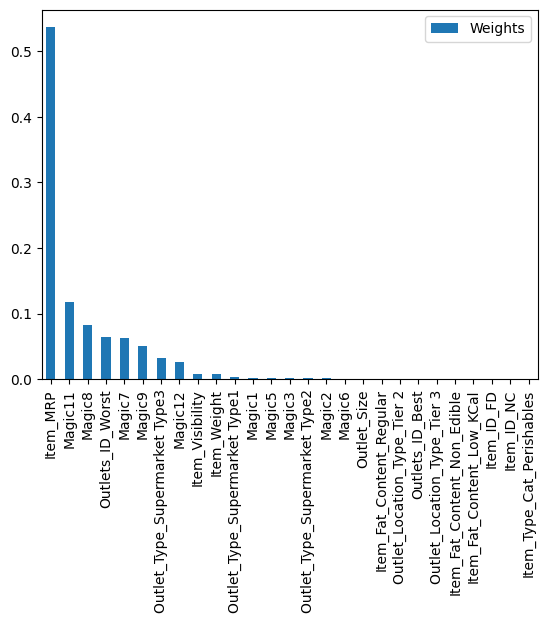 Weights
0.5
0.4
0.3
0.2
0.1
0.0
Item_MRP
Magic11
Magic8
Outlets_ID_Worst
Magic7
Magic9
Outlet_Type_Supermarket Type3
Magic12
Item_Visibility
Item_Weight
Outlet_Type_Supermarket Type1
Magic1
Magic5
Magic3
Outlet_Type_Supermarket Type2
Magic2
Magic6
Outlet_Size
Item_Fat_Content_Regular
Outlet_Location_Type_Tier 2
Outlets_ID_Best
Outlet_Location_Type_Tier 3
Item_Fat_Content_Non_Edible
Item_Fat_Content_Low_KCal
Item_ID_FD
Item_ID_NC
Item_Type_Cat_Perishables